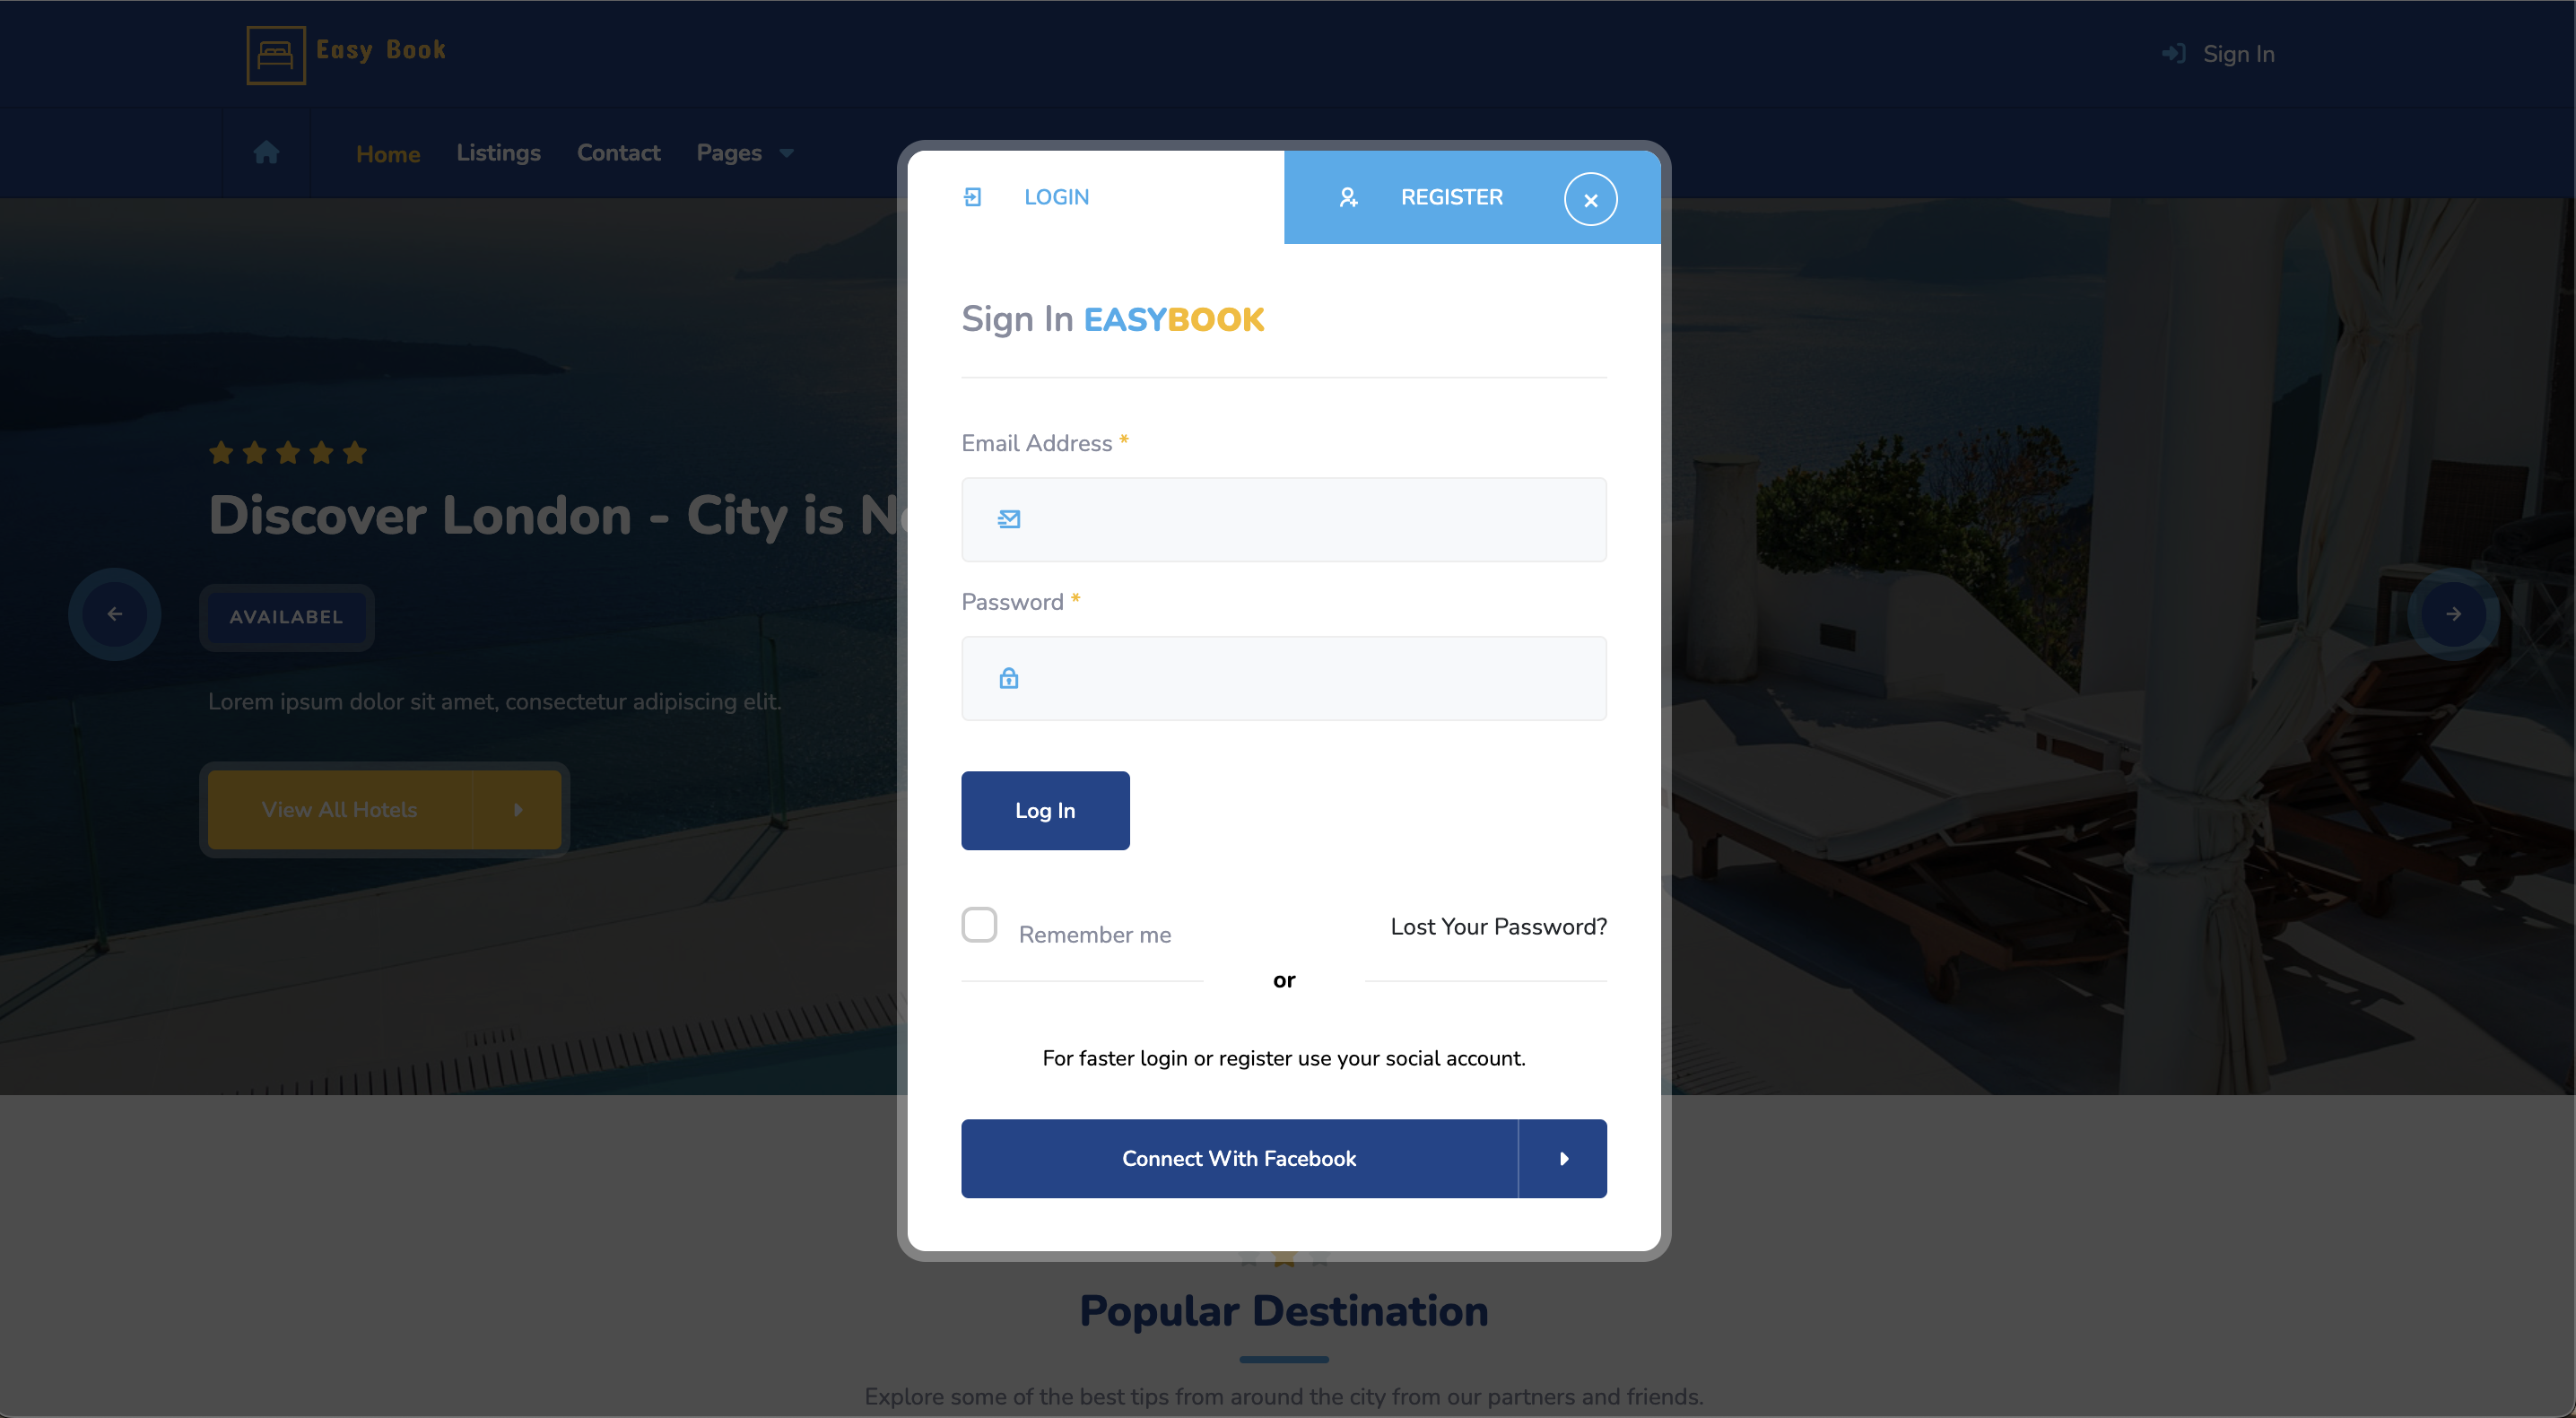 Easy Book
Sign In
Home Listings Contact Pages
LOGIN REGISTER
Sign In EASYBOOK
Email Address *
Password *
Log In
Remember me Lost Your Password?
or
For faster login or register use your social account.
Connect With Facebook
Discover London - City is
AVAILABEL
Lorem ipsum dolor sit amet, consectetur adipiscing elit.
View All Hotels
Popular Destination
Explore some of the best tips from around the city from our partners and friends.